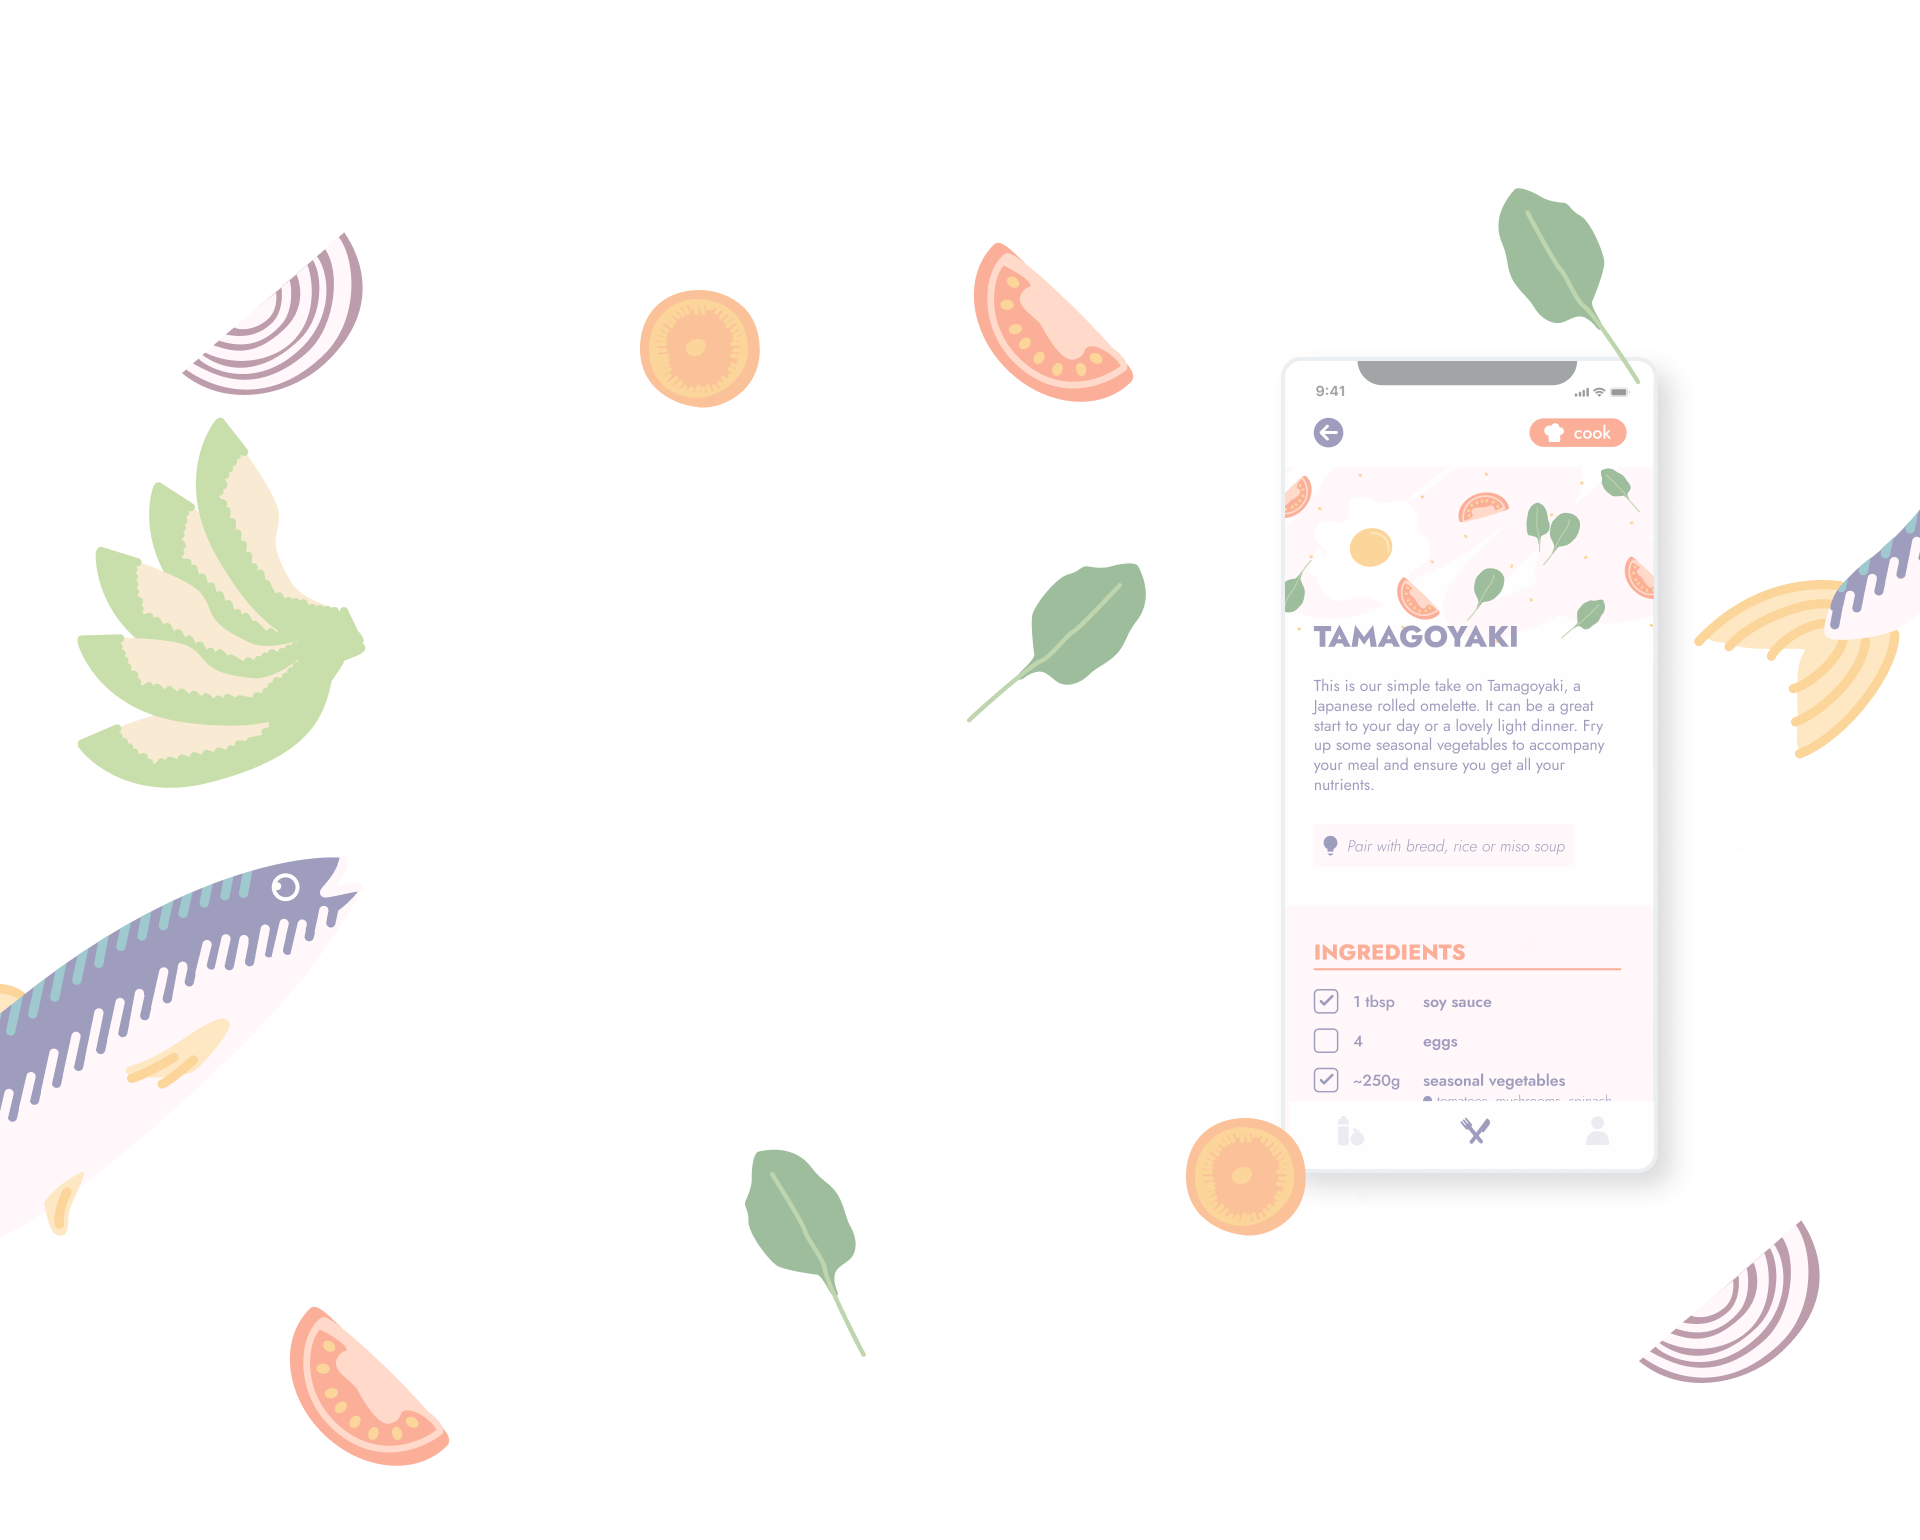 9:41
cook
TAMAGOYAKI
This is our simple take on Tamagoyaki, a
Japanese rolled omelette. It can be a great
start to your day or a lovely light dinner. Fry
up some seasonal vegetables to accompany
your meal and ensure you get all your
nutrients.
Pair with bread, rice or miso soup
INGREDIENTS
1 tbsp soy sauce
4 eggs
~250g seasonal vegetables
tomatoes, mushrooms, spinach